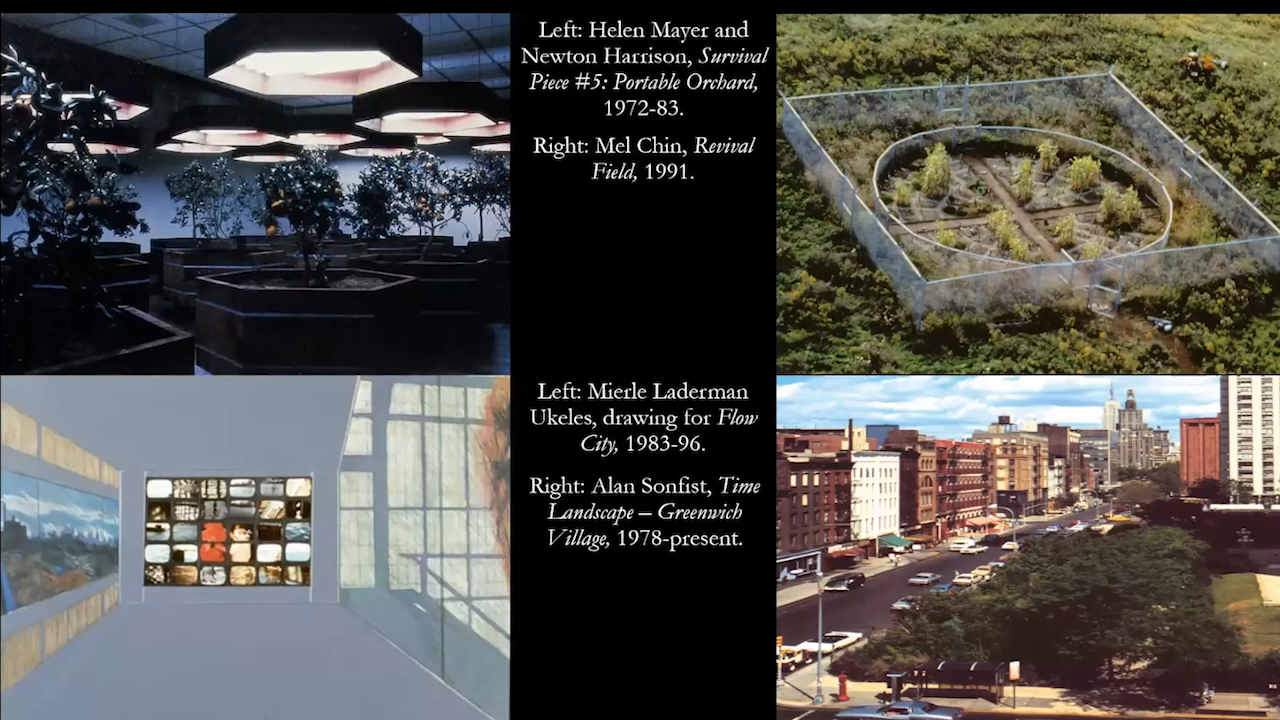 Left: Helen Mayer and
Newton Harrison, Survival
Piece #5: Portable Orchard,
1972-83.
Right: Mel Chin, Revival
Field, 1991.
Left: Mierle Laderman
Ukeles, drawing for Flow
City, 1983-96.
Right: Alan Sonfist, Time
Landscape – Greenwich
Village, 1978-present.